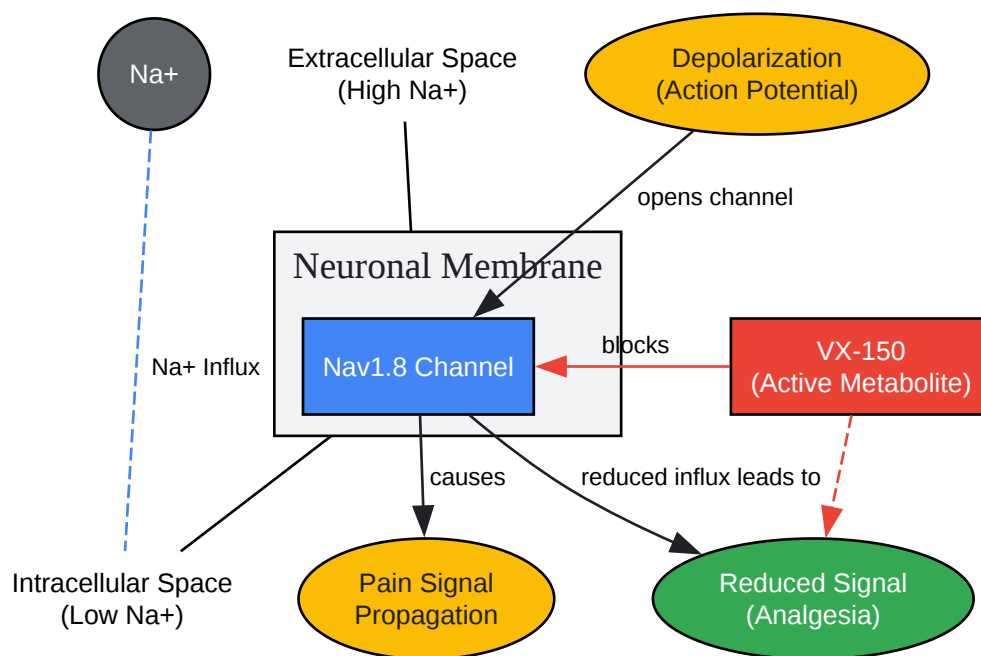 Na+
Extracellular Space
(High Na+)
Depolarization
(Action Potential)
opens channel
Neuronal Membrane
Na+ Influx
Nav1.8 Channel
blocks
VX-150
(Active Metabolite)
causes
reduced influx leads to
Intracellular Space
(Low Na+)
Pain Signal
Propagation
Reduced Signal
(Analgesia)